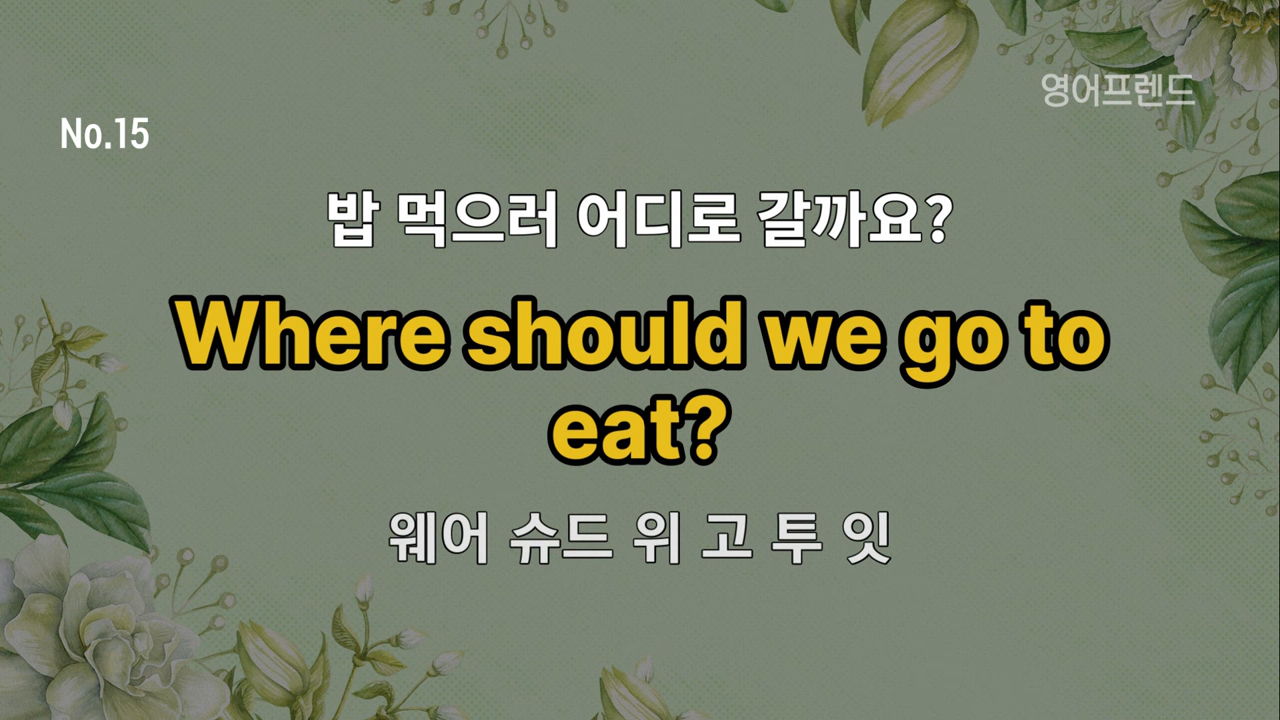 영어프렌드
No.15
밥 먹으러 어디로 갈까요?
Where should we go to
eat?
웨어 슈드 위 고 투 잇